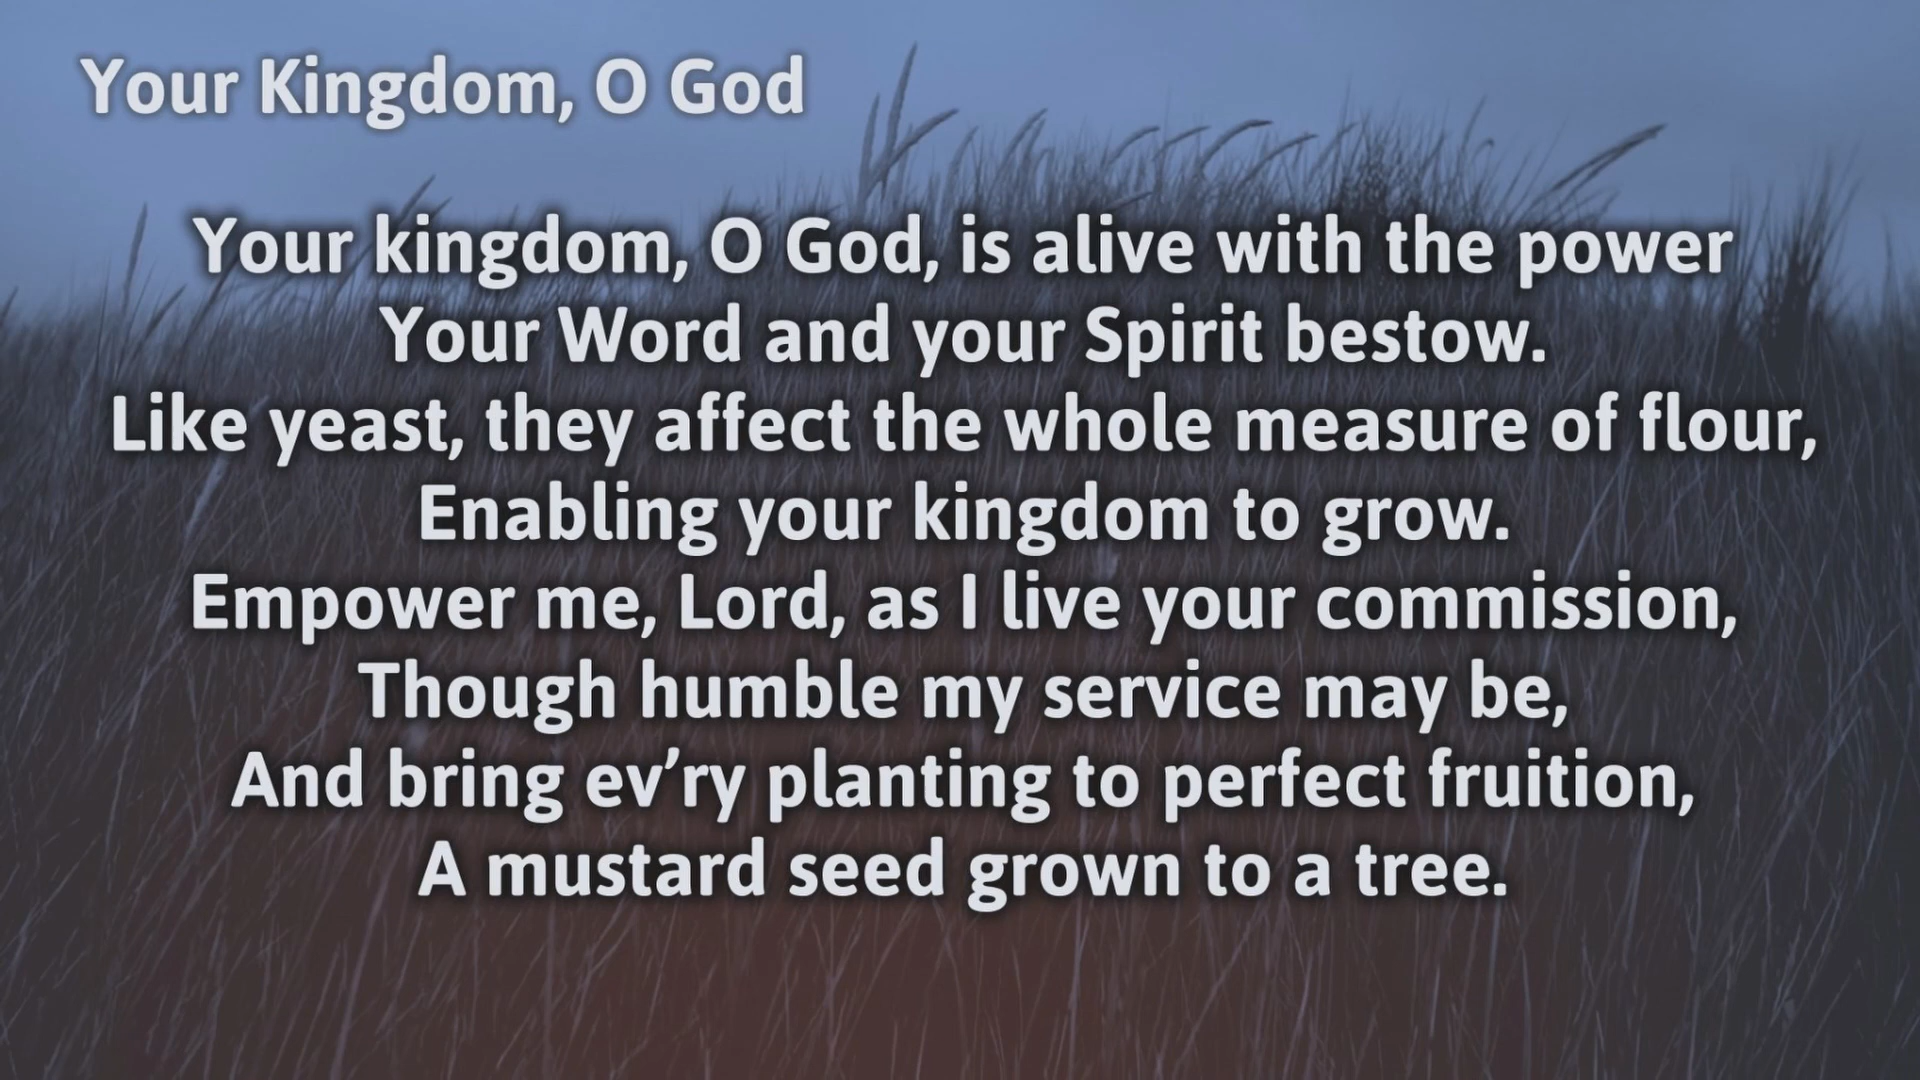 Your Kingdom, O God
Your kingdom, O God, is alive with the power
Your Word and your Spirit bestow.
Like yeast, they affect the whole measure of flour,
Enabling your kingdom to grow.
Empower me, Lord, as I live your commission,
Though humble my service may be,
And bring ev’ry planting to perfect fruition,
A mustard seed grown to a tree.